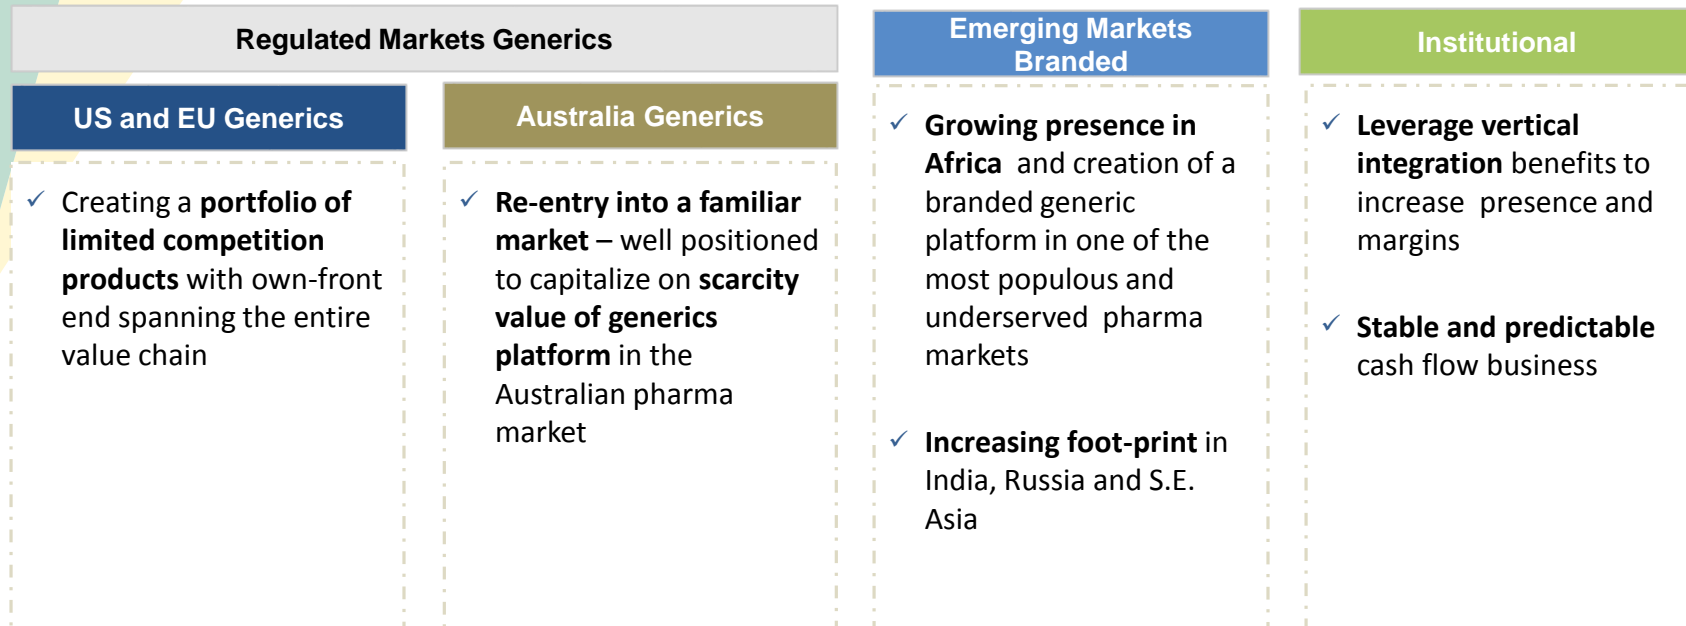 Regulated Markets Generics
US and EU Generics
✓ Creating a portfolio of
limited competition
products with own-front
end spanning the entire
value chain
Australia Generics
✓ Re-entry into a familiar
market – well positioned
to capitalize on scarcity
value of generics
platform in the
Australian pharma
market
Emerging Markets
Branded
✓ Growing presence in
Africa and creation of a
branded generic
platform in one of the
most populous and
underserved pharma
markets
✓ Increasing foot-print in
India, Russia and S.E.
Asia
Institutional
✓ Leverage vertical
integration benefits to
increase presence and
margins
✓ Stable and predictable
cash flow business